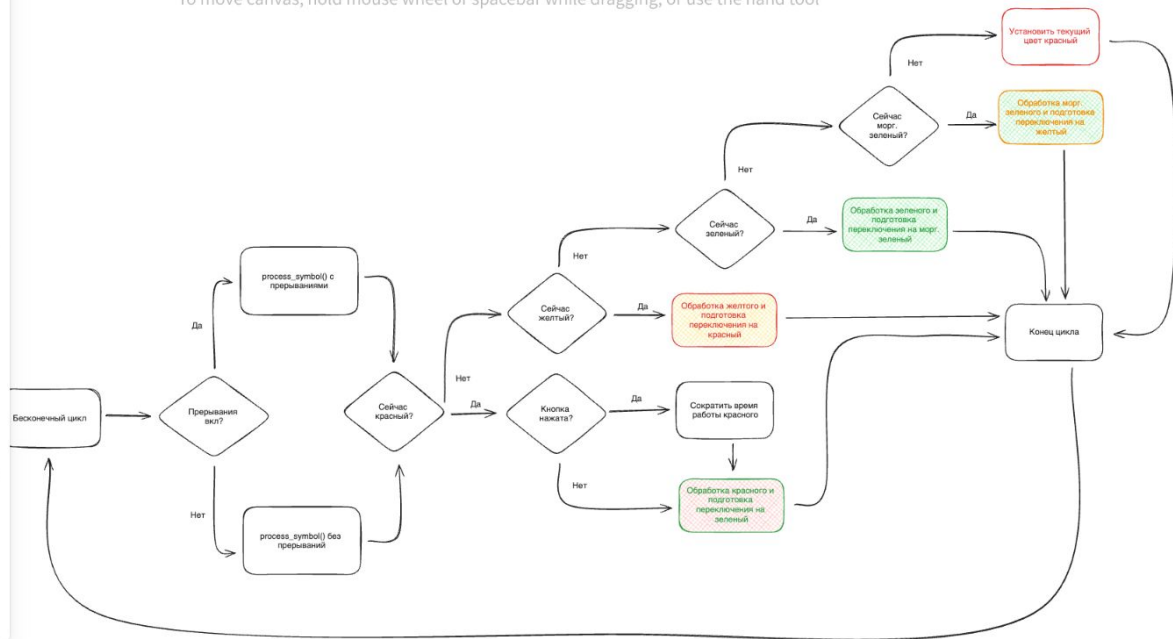 To move canvas, hold mouse wheel or spacebar while dragging, or use the hand tool
Установить текущий
цвет красный
Нет
Сейчас
морг.
зеленый?
Да
Обработка морг.
зеленого и подготовка
переключения на
желтый
Нет
Сейчас
зеленый?
Да
Обработка зеленого и
подготовка
переключения на морг.
зеленый
Нет
process_symbol() с
прерываниями
Сейчас
желтый?
Да
Обработка желтого и
подготовка
переключения на
красный
Конец цикла
Да
Нет
Бесконечный цикл
Прерывания
вкл?
Сейчас
красный?
Да
Кнопка
нажата?
Да
Сократить время
работы красного
Нет
Обработка красного и
подготовка
переключения на
зеленый
Нет
process_symbol() без
прерываний